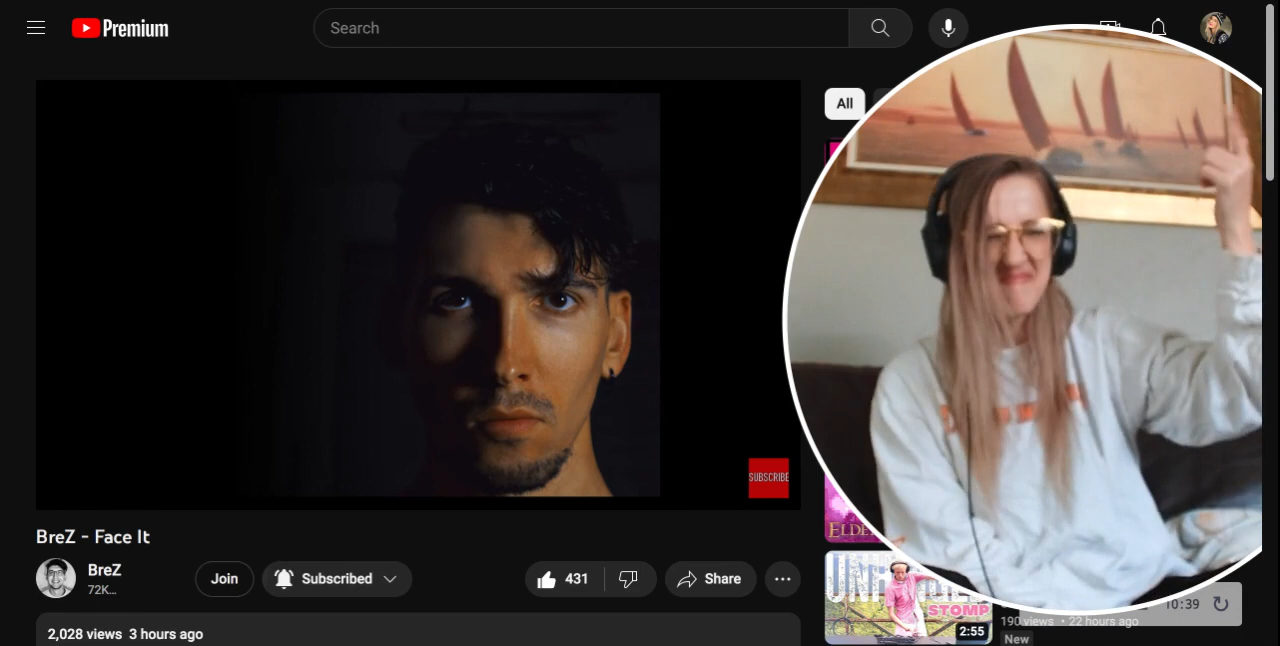 Premium
Search
All
SUBSCRIBE
BreZ - Face It
BreZ
72K...
Join
Subscribed
431
Share
...
2,028 views 3 hours ago
STOMP
2:55
10:39
190 views • 22 hours ago
New